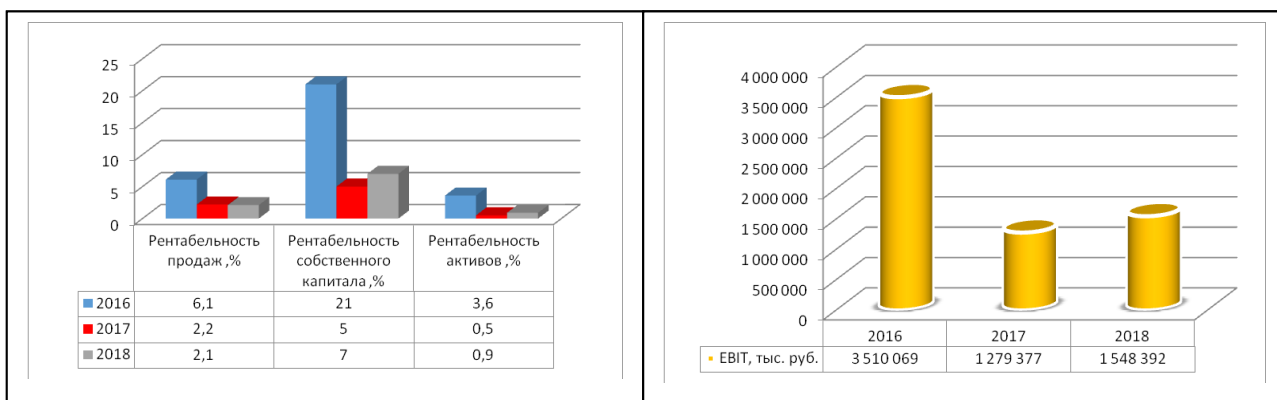 25
20
15
10
5
0
Рентабельность продаж ,%
Рентабельность собственного капитала ,%
Рентабельность активов ,%
2016 6,1 21 3,6
2017 2,2 5 0,5
2018 2,1 7 0,9
4 000 000
3 500 000
3 000 000
2 500 000
2 000 000
1 500 000
1 000 000
500 000
0
2016 2017 2018
EBIT, тыс. руб. 3 510 069 1 279 377 1 548 392